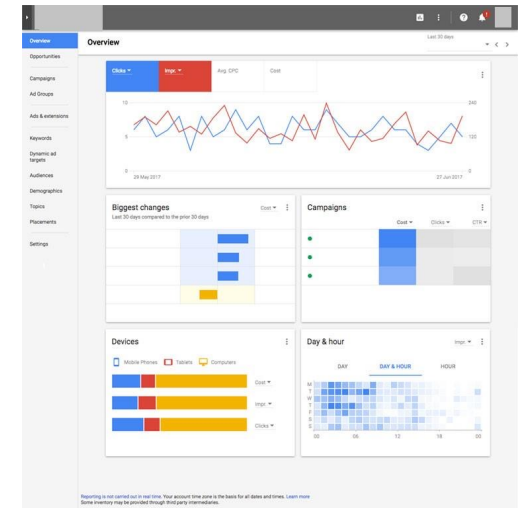 Overview
Opportunities
Campaigns
Ad Groups
Ads & extensions
Keywords
Dynamic ad
targets
Audiences
Demographics
Topics
Placements
Settings
Overview
Last 30 days
Clicks
Impr.
Avg. CPC
Cost
10
5
0
240
120
0
29 May 2017
27 Jun 2017
Biggest changes
Last 30 days compared to the prior 30 days
Cost
Campaigns
Cost
Clicks
CTR
Devices
Mobile Phones
Tablets
Computers
Cost
Impr.
Clicks
Day & hour
Impr.
DAY
DAY & HOUR
HOUR
M
T
W
T
F
S
S
00
06
12
18
00
Reporting is not carried out in real time. Your account time zone is the basis for all dates and times. Learn more
Some inventory may be provided through third party intermediaries.